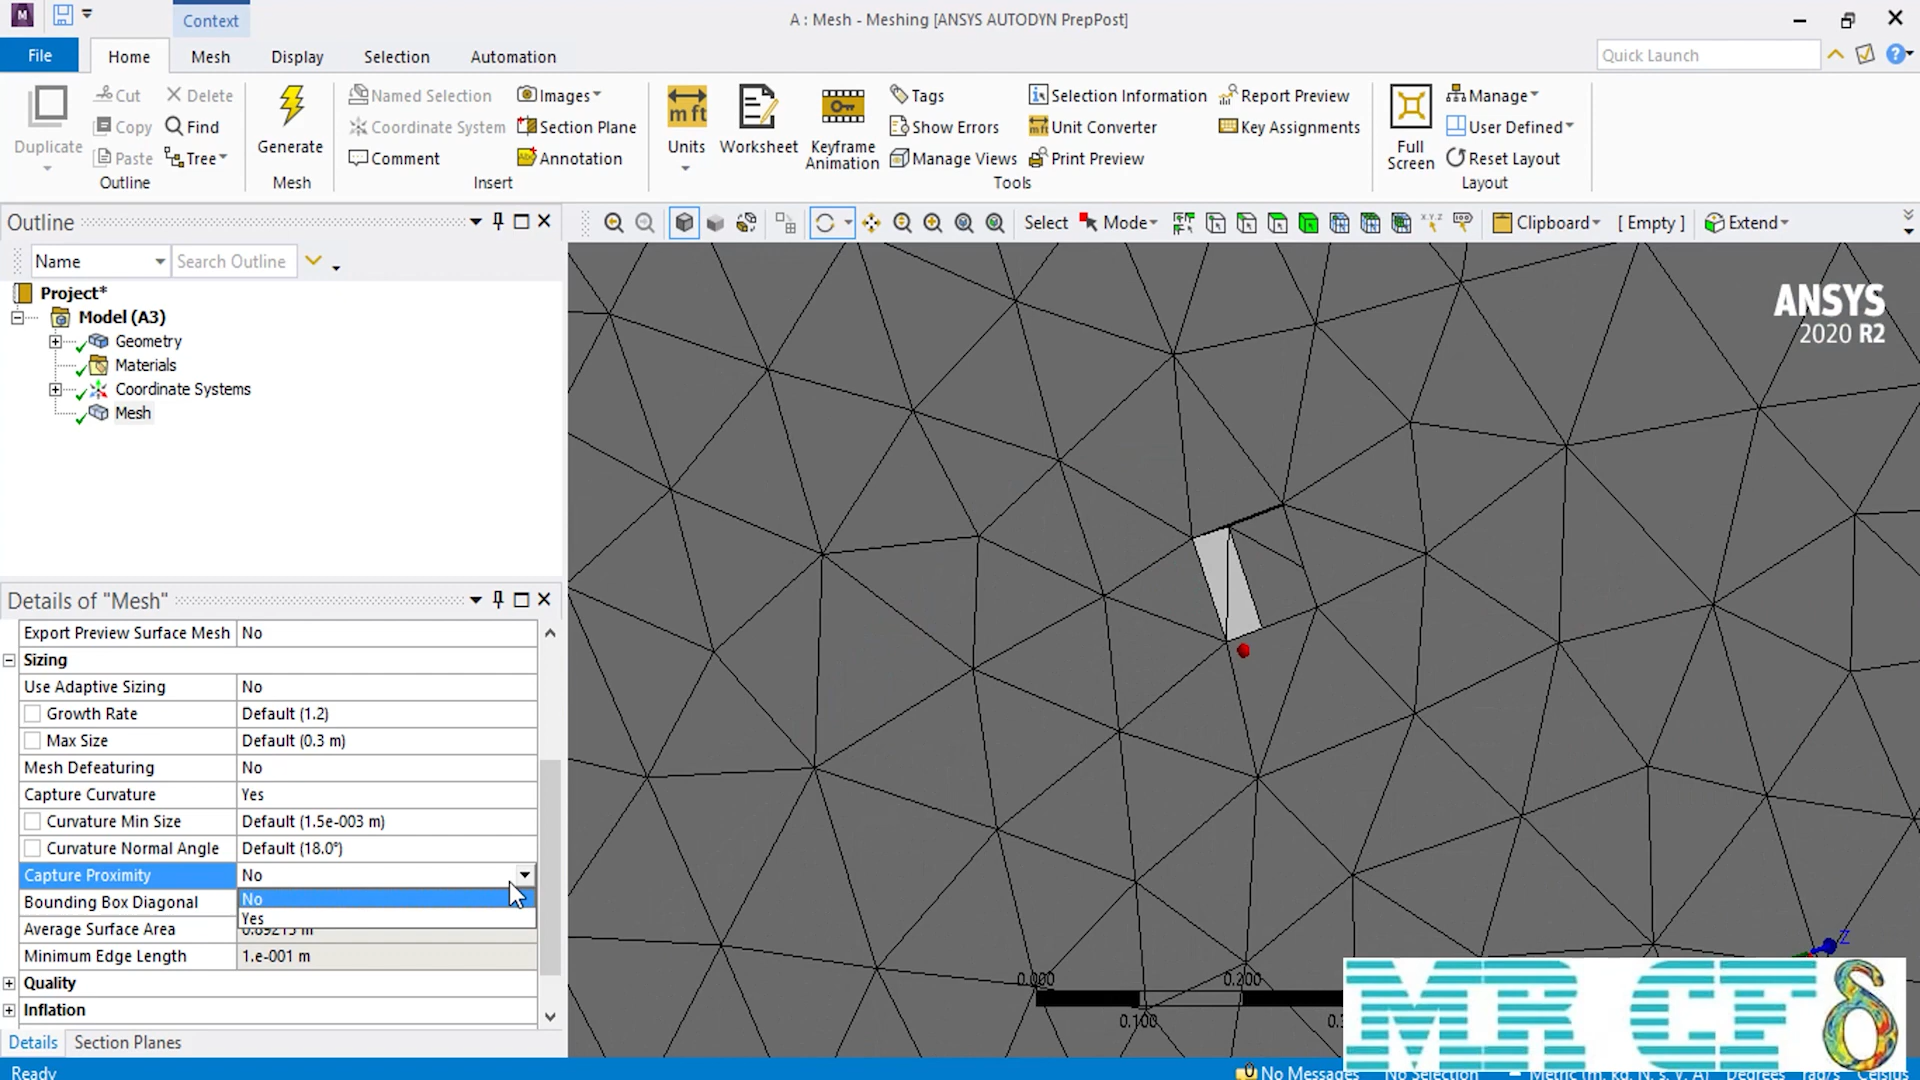 Context
A : Mesh - Meshing [ANSYS AUTODYN PrepPost]
File
Home
Mesh
Display
Selection
Automation
Quick Launch
Duplicate
Cut
Copy
Paste
Delete
Find
Tree
Outline
Generate
Mesh
Named Selection
Coordinate System
Comment
Images
Section Plane
Annotation
Insert
Units
Worksheet
Keyframe
Animation
Tags
Show Errors
Manage Views
Selection Information
Unit Converter
Print Preview
Report Preview
Key Assignments
Tools
Full
Screen
Manage
User Defined
Reset Layout
Layout
Outline
Select
Mode
Clipboard
[ Empty ]
Extend
Name
Search Outline
Project*
Model (A3)
Geometry
Materials
Coordinate Systems
Mesh
ANSYS
2020 R2
Details of "Mesh"
Export Preview Surface Mesh No
Sizing
Use Adaptive Sizing No
Growth Rate Default (1.2)
Max Size Default (0.3 m)
Mesh Defeaturing No
Capture Curvature Yes
Curvature Min Size Default (1.5e-003 m)
Curvature Normal Angle Default (18.0°)
Capture Proximity No
No
Yes
Bounding Box Diagonal
Average Surface Area
Minimum Edge Length 1.e-001 m
Quality
Inflation
Z
0.000
0.200
0.100
Details
Section Planes
MR CF
Ready
No Messages
No Selection
Metric (m, kg, N, s, V, A)
Degrees
rad/s
Celsius